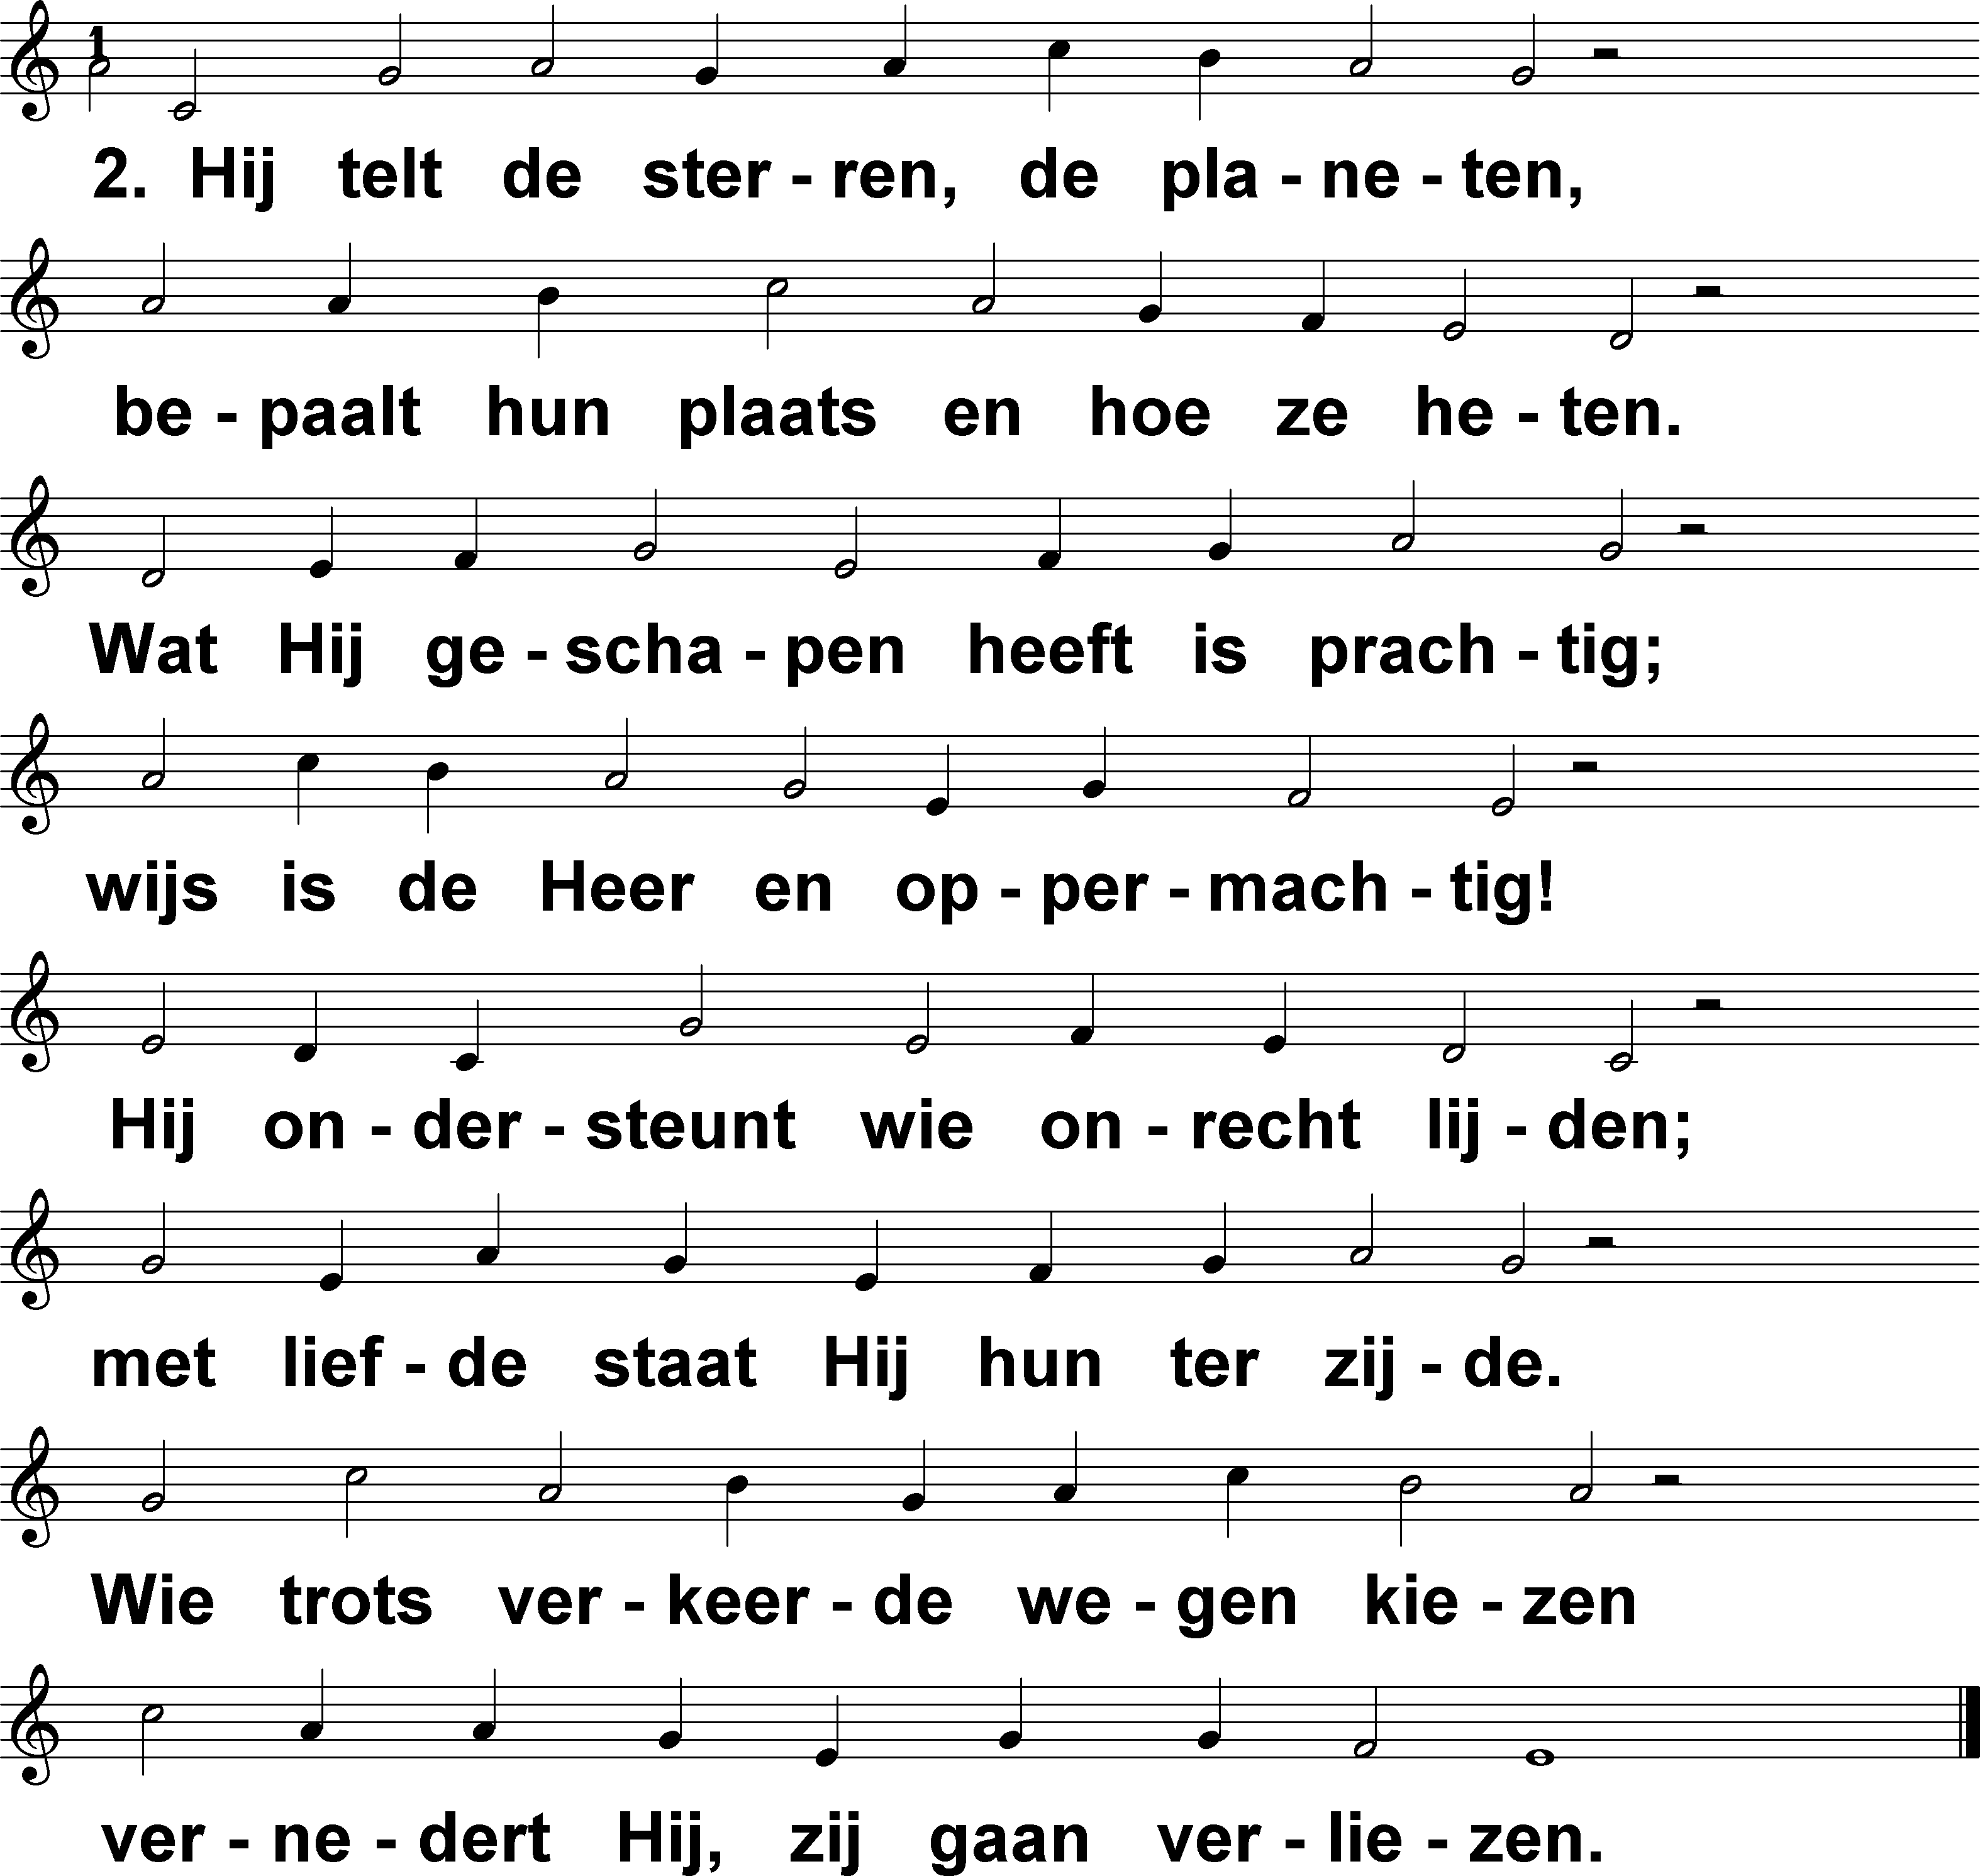 1
2. Hij telt de ster - ren, de pla - ne - ten,
be - paalt hun plaats en hoe ze he - ten.
Wat Hij ge - scha - pen heeft is prach - tig;
wijs is de Heer en op - per - mach - tig!
Hij on - der - steunt wie on - recht lij - den;
met lief - de staat Hij hun ter zij - de.
Wie trots ver - keer - de we - gen kie - zen
ver - ne - dert Hij, zij gaan ver - lie - zen.